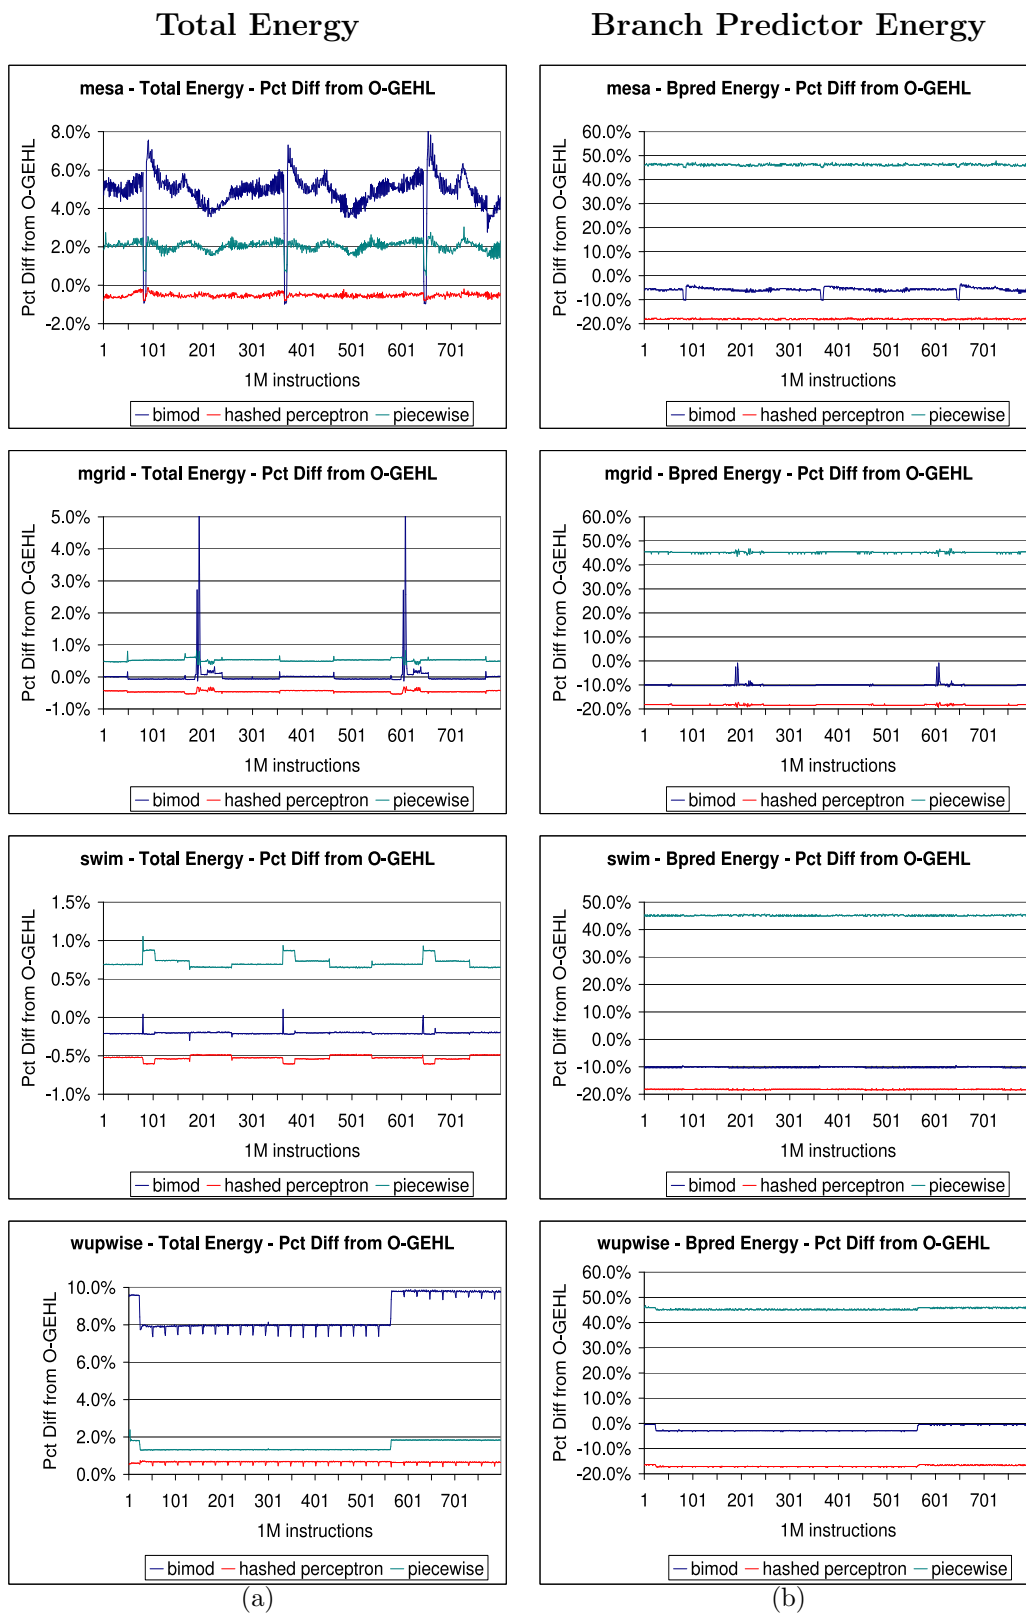 Total Energy
Branch Predictor Energy
mesa - Total Energy - Pct Diff from O-GEHL
Pct Diff from O-GEHL
8.0%
6.0%
4.0%
2.0%
0.0%
-2.0%
1 101 201 301 401 501 601 701
1M instructions
bimod hashed perceptron piecewise
mesa - Bpred Energy - Pct Diff from O-GEHL
Pct Diff from O-GEHL
60.0%
50.0%
40.0%
30.0%
20.0%
10.0%
0.0%
-10.0%
-20.0%
1 101 201 301 401 501 601 701
1M instructions
bimod hashed perceptron piecewise
mgrid - Total Energy - Pct Diff from O-GEHL
Pct Diff from O-GEHL
5.0%
4.0%
3.0%
2.0%
1.0%
0.0%
-1.0%
1 101 201 301 401 501 601 701
1M instructions
bimod hashed perceptron piecewise
mgrid - Bpred Energy - Pct Diff from O-GEHL
Pct Diff from O-GEHL
60.0%
50.0%
40.0%
30.0%
20.0%
10.0%
0.0%
-10.0%
-20.0%
1 101 201 301 401 501 601 701
1M instructions
bimod hashed perceptron piecewise
swim - Total Energy - Pct Diff from O-GEHL
Pct Diff from O-GEHL
1.5%
1.0%
0.5%
0.0%
-0.5%
-1.0%
1 101 201 301 401 501 601 701
1M instructions
bimod hashed perceptron piecewise
swim - Bpred Energy - Pct Diff from O-GEHL
Pct Diff from O-GEHL
50.0%
40.0%
30.0%
20.0%
10.0%
0.0%
-10.0%
-20.0%
1 101 201 301 401 501 601 701
1M instructions
bimod hashed perceptron piecewise
wupwise - Total Energy - Pct Diff from O-GEHL
Pct Diff from O-GEHL
10.0%
8.0%
6.0%
4.0%
2.0%
0.0%
1 101 201 301 401 501 601 701
1M instructions
bimod hashed perceptron piecewise
wupwise - Bpred Energy - Pct Diff from O-GEHL
Pct Diff from O-GEHL
60.0%
50.0%
40.0%
30.0%
20.0%
10.0%
0.0%
-10.0%
-20.0%
1 101 201 301 401 501 601 701
1M instructions
bimod hashed perceptron piecewise
(a)
(b)